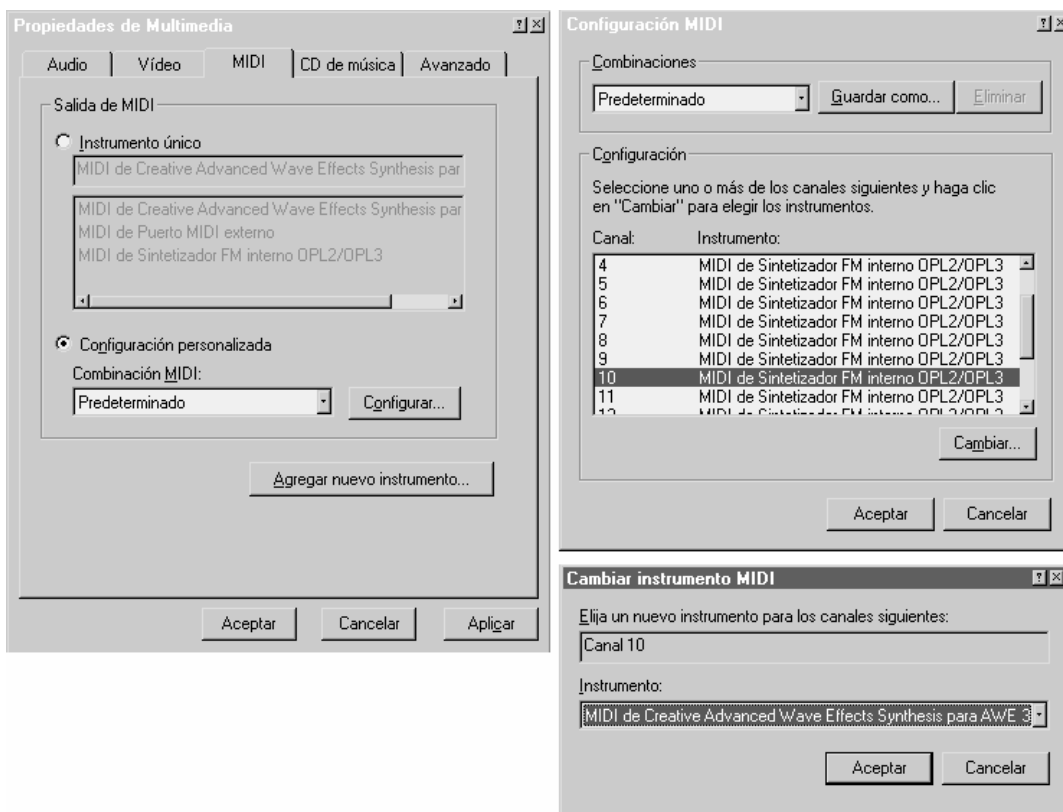 Propiedades de Multimedia
Audio Vídeo MIDI CD de música Avanzado
Salida de MIDI
Instrumento único
MIDI de Creative Advanced Wave Effects Synthesis par
MIDI de Creative Advanced Wave Effects Synthesis par
MIDI de Puerto MIDI externo
MIDI de Sintetizador FM interno OPL2/OPL3
Configuración personalizada
Combinación MIDI:
Predeterminado Configurar...
Agregar nuevo instrumento...
Aceptar Cancelar Aplicar
Configuración MIDI
Combinaciones
Predeterminado Guardar como... Eliminar
Configuración
Seleccione uno o más de los canales siguientes y haga clic
en "Cambiar" para elegir los instrumentos.
Canal: Instrumento:
4 MIDI de Sintetizador FM interno OPL2/OPL3
5 MIDI de Sintetizador FM interno OPL2/OPL3
6 MIDI de Sintetizador FM interno OPL2/OPL3
7 MIDI de Sintetizador FM interno OPL2/OPL3
8 MIDI de Sintetizador FM interno OPL2/OPL3
9 MIDI de Sintetizador FM interno OPL2/OPL3
10 MIDI de Sintetizador FM interno OPL2/OPL3
11 MIDI de Sintetizador FM interno OPL2/OPL3
12 MIDI de Sintetizador FM interno OPL2/OPL3
Cambiar...
Aceptar Cancelar
Cambiar instrumento MIDI
Elija un nuevo instrumento para los canales siguientes:
Canal 10
Instrumento:
MIDI de Creative Advanced Wave Effects Synthesis para AWE 3
Aceptar Cancelar